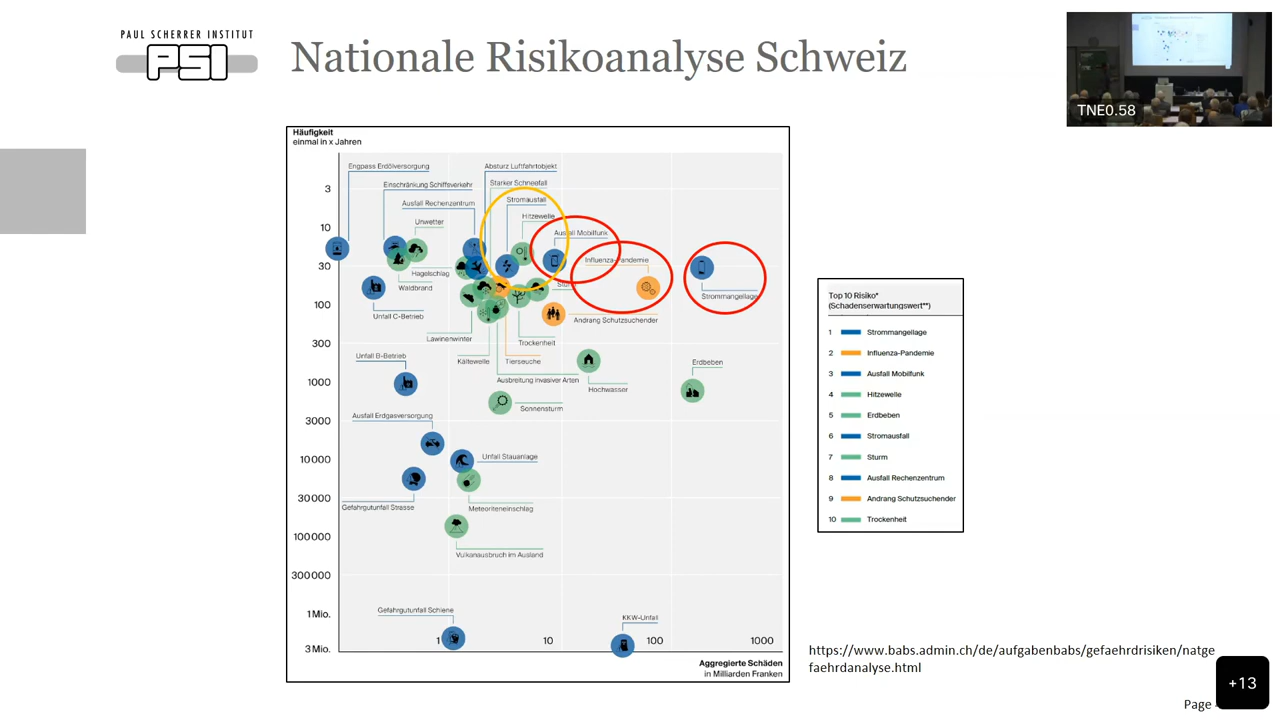 PAUL SCHERRER INSTITUT
PSI
Nationale Risikoanalyse Schweiz
TNE0.58
Häufigkeit
einmal in x Jahren
Engpass Erdölversorgung
Absturz Luftfahrtobjekt
Einschränkung Schiffsverkehr
Starker Schneefall
3
Ausfall Rechenzentrum
Stromausfall
Unwetter
Hitzewelle
10
Ausfall Mobilfunk
Influenza-Pandemie
30
Hagelschlag
Waldbrand
Strommangellage
100
Unfall C-Betrieb
Andrang Schutzsuchender
Lawinenwinter
Trockenheit
300
Unfall B-Betrieb
Kältewelle
Tierseuche
Erdbeben
Ausbreitung invasiver Arten
1000
Hochwasser
Sonnensturm
Ausfall Erdgasversorgung
3000
10 000
Unfall Stauanlage
30 000
Gefahrgutunfall Strasse
Meteoriteneinschlag
100 000
Vulkanausbruch im Ausland
300 000
Gefahrgutunfall Schiene
1 Mio.
KKW-Unfall
1
10
100
1000
3 Mio.
Aggregierte Schäden
in Milliarden Franken
Top 10 Risiko*
(Schadenserwartungswert**)
1 Strommangellage
2 Influenza-Pandemie
3 Ausfall Mobilfunk
4 Hitzewelle
5 Erdbeben
6 Stromausfall
7 Sturm
8 Ausfall Rechenzentrum
9 Andrang Schutzsuchender
10 Trockenheit
https://www.babs.admin.ch/de/aufgabenbabs/gefaehrdrisiken/natge
faehrdanalyse.html
+13
Page